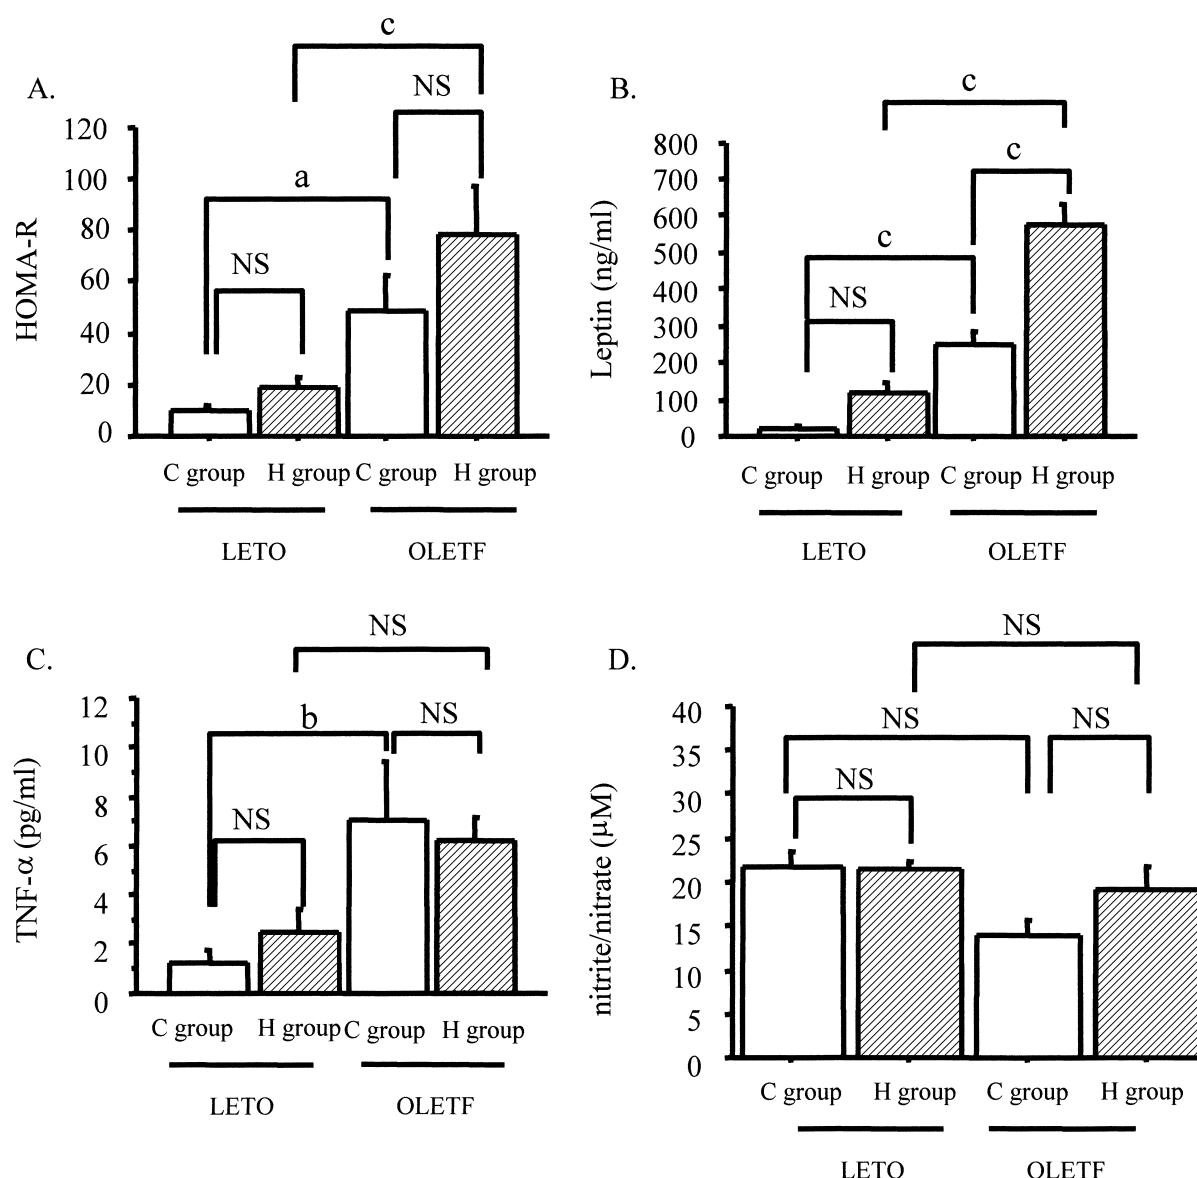 A.
c
NS
a
NS
HOMA-R
120
100
80
60
40
20
0
C group H group C group H group
LETO OLETF
B.
c
c
c
NS
Leptin (ng/ml)
800
700
600
500
400
300
200
100
0
C group H group C group H group
LETO OLETF
C.
NS
b
NS
NS
TNF-α (pg/ml)
12
10
8
6
4
2
0
C group H group C group H group
LETO OLETF
D.
NS
NS
NS
NS
nitrite/nitrate (μM)
40
35
30
25
20
15
10
5
0
C group H group C group H group
LETO OLETF